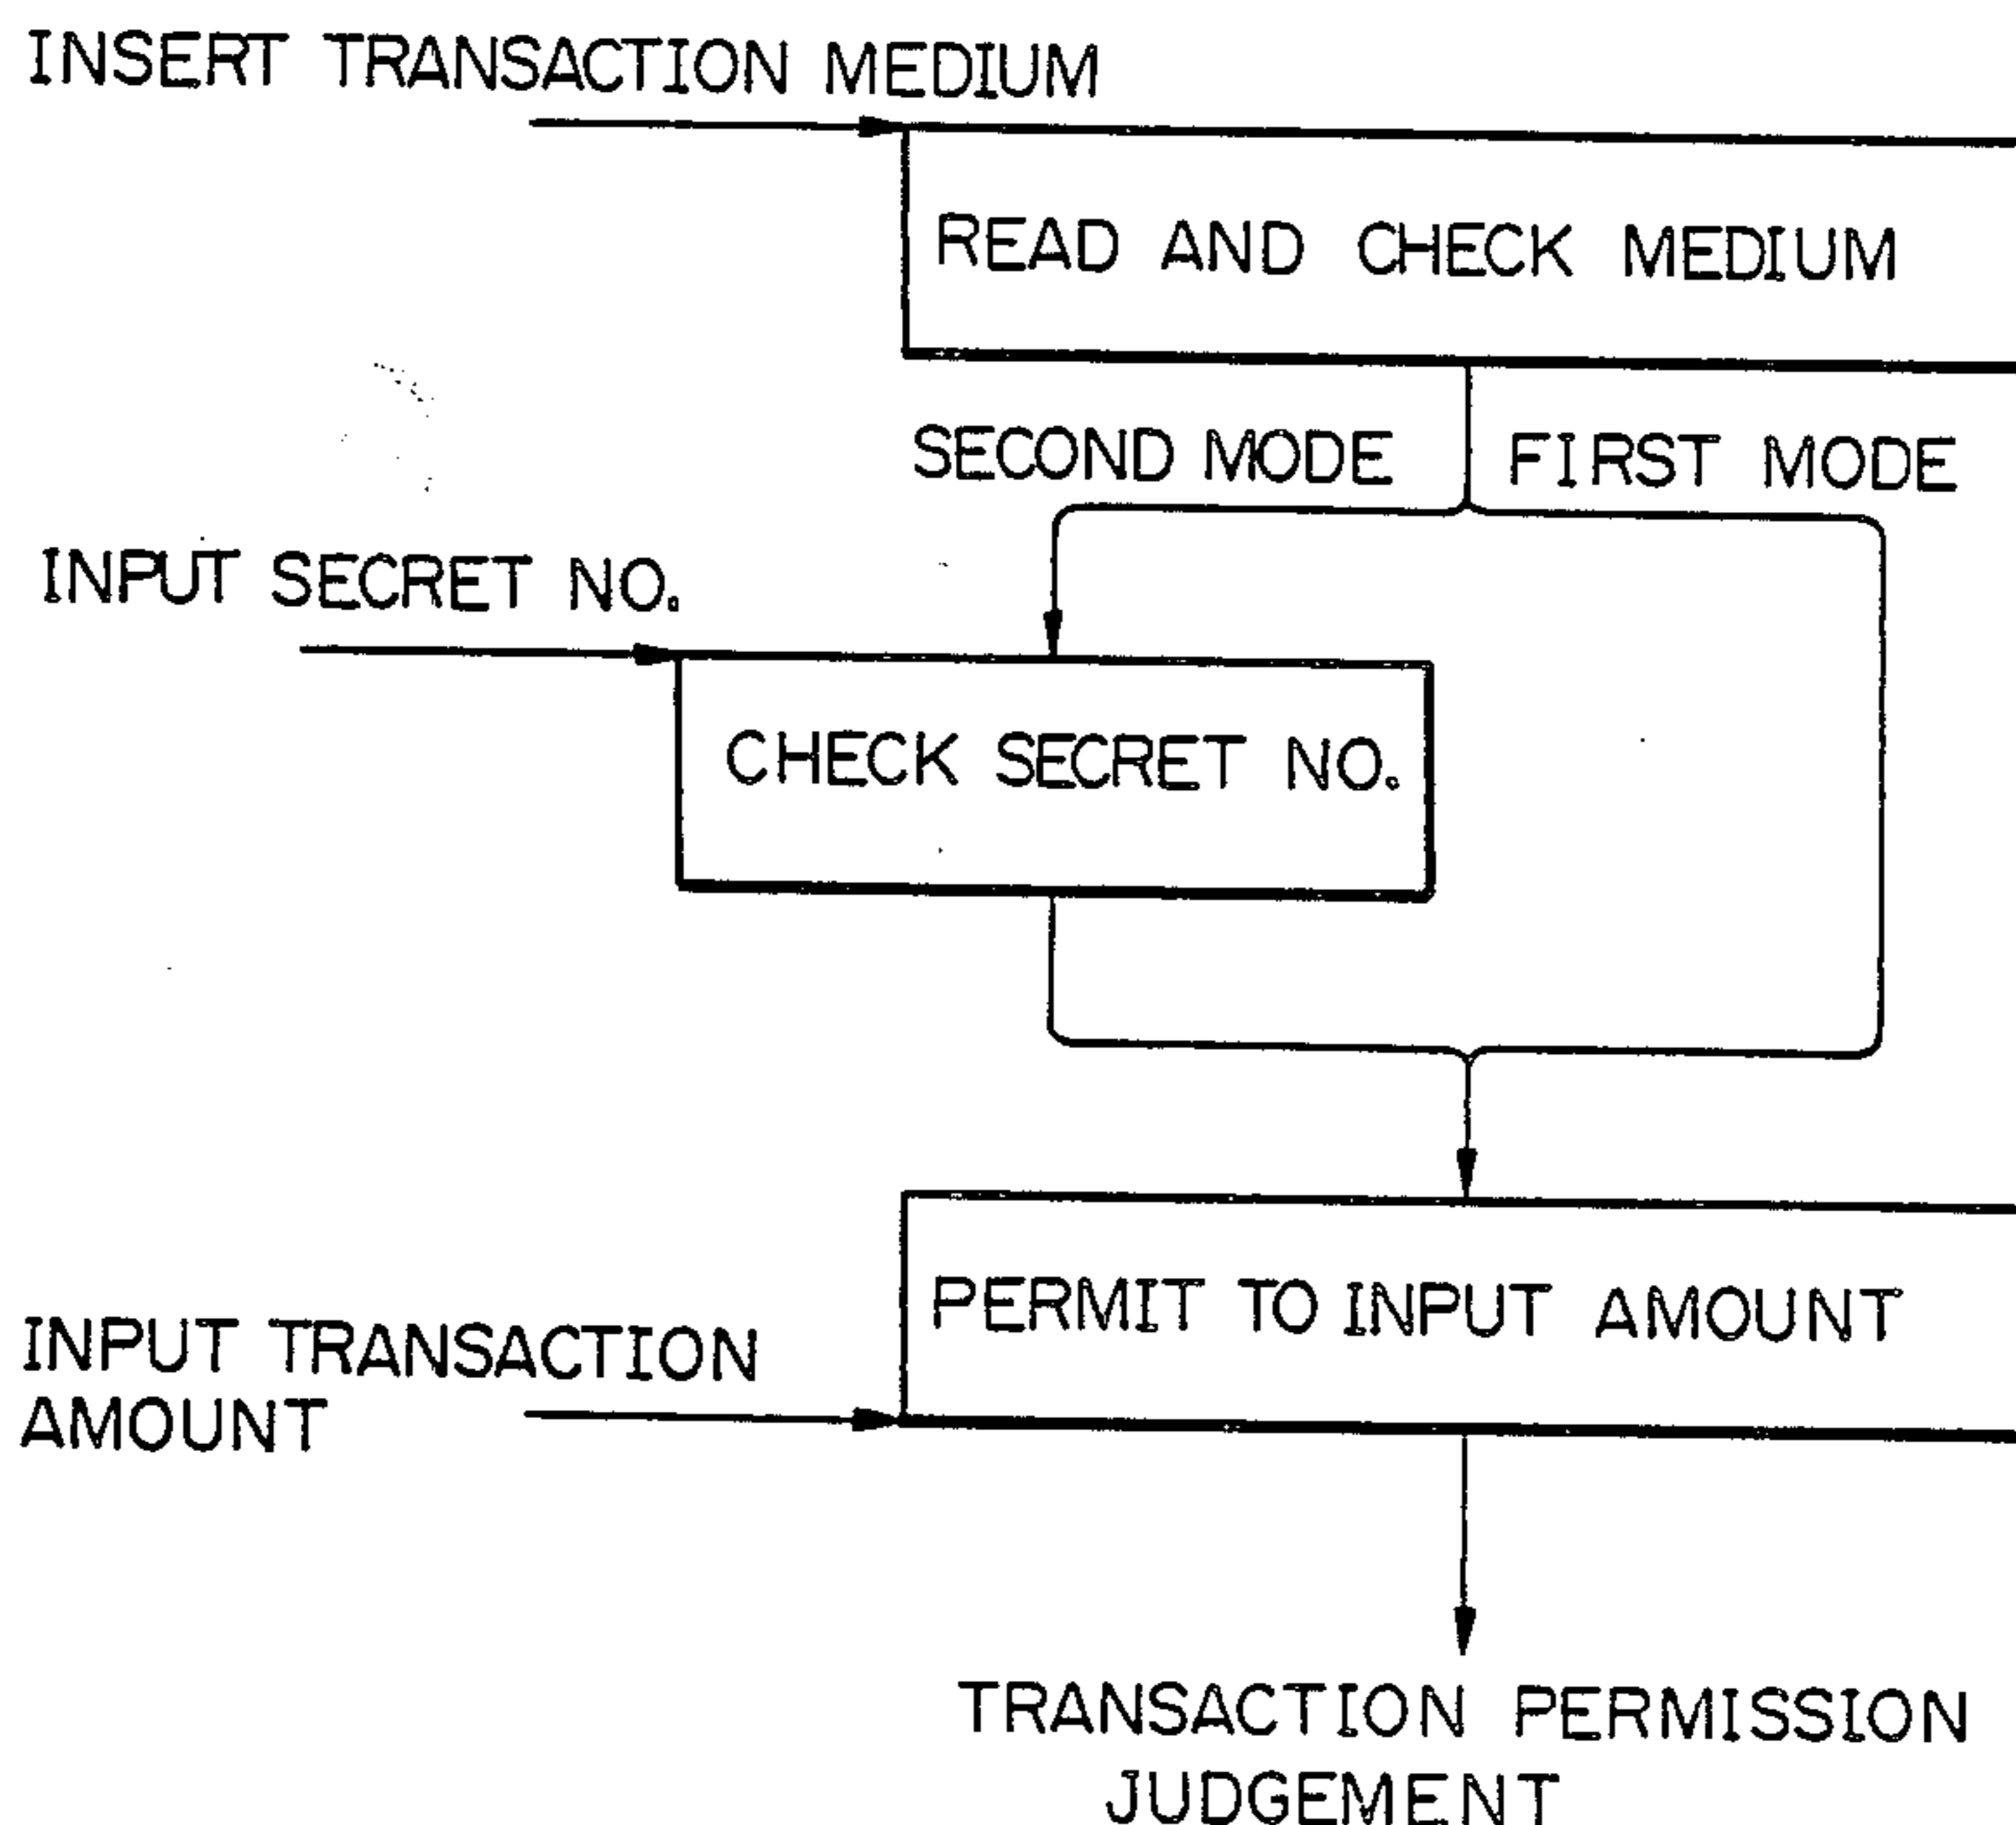 INSERT TRANSACTION MEDIUM
READ AND CHECK MEDIUM
SECOND MODE
FIRST MODE
INPUT SECRET NO.
CHECK SECRET NO.
PERMIT TO INPUT AMOUNT
INPUT TRANSACTION
AMOUNT
TRANSACTION PERMISSION
JUDGEMENT